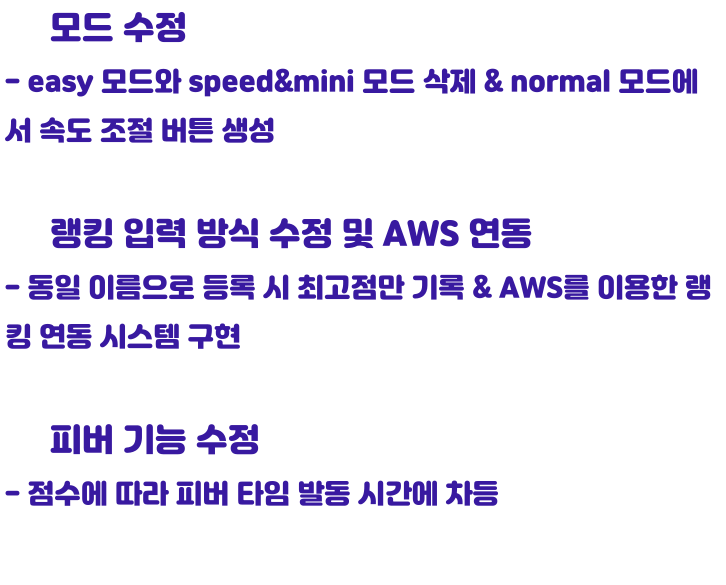 모드 수정
- easy 모드와 speed&mini 모드 삭제 & normal 모드에
서 속도 조절 버튼 생성
랭킹 입력 방식 수정 및 AWS 연동
- 동일 이름으로 등록 시 최고점만 기록 & AWS를 이용한 랭
킹 연동 시스템 구현
피버 기능 수정
- 점수에 따라 피버 타임 발동 시간에 차등